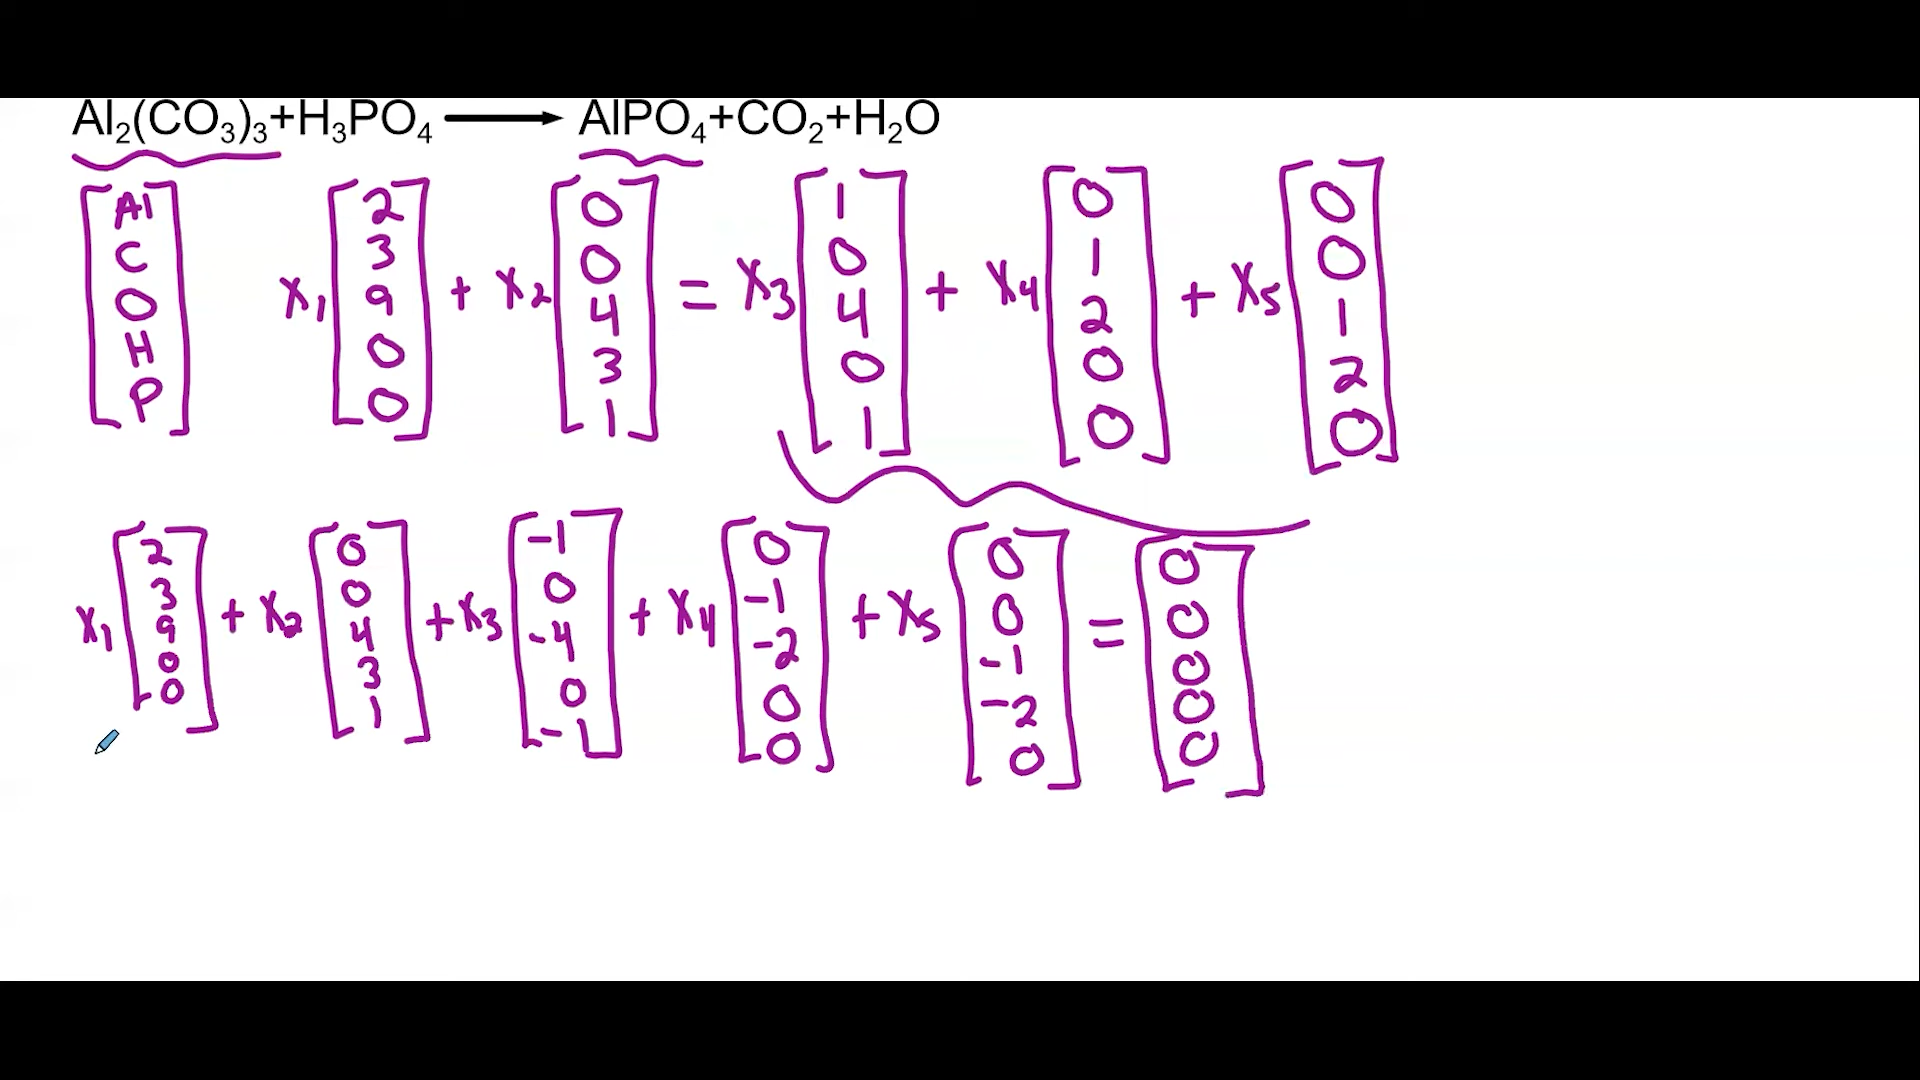 Al₂(CO₃)₃+H₃PO₄ ⟶ AlPO₄+CO₂+H₂O
[Al C O H P] x₁[2 3 9 0 0] + x₂[0 0 4 3 1] = x₃[1 0 4 0 1] + x₄[0 1 2 0 0] + x₅[0 0 1 2 0]
x₁[2 3 9 0 0] + x₂[0 0 4 3 1] + x₃[-1 0 -4 0 -1] + x₄[0 -1 -2 0 0] + x₅[0 0 -1 -2 0] = [0 0 0 0 0]